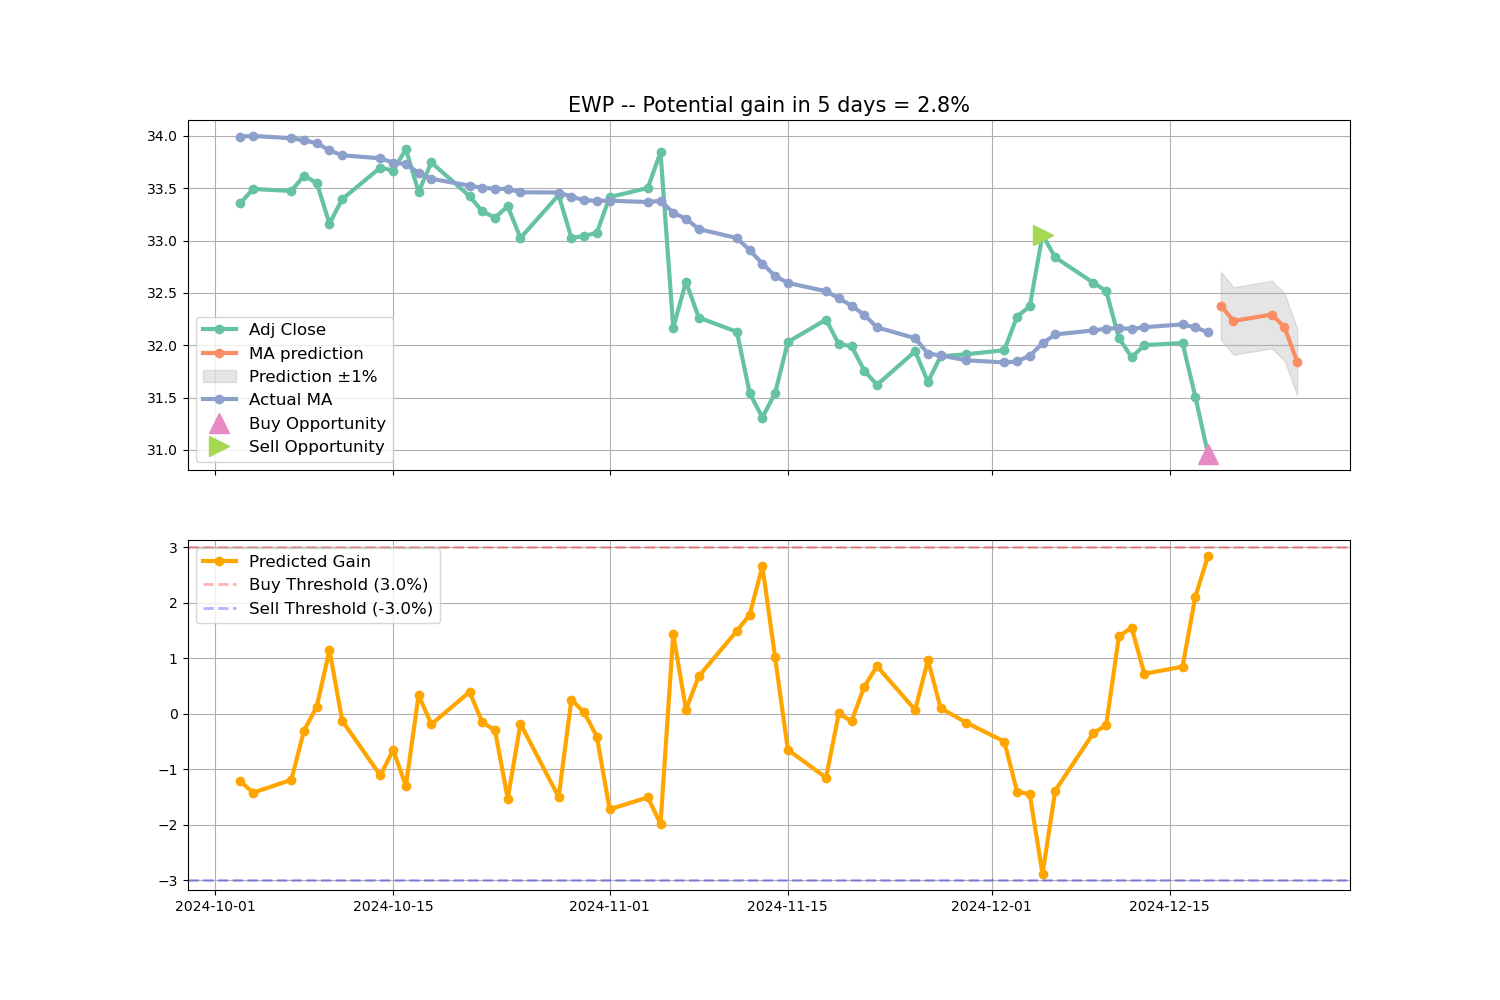 EWP -- Potential gain in 5 days = 2.8%
34.0
33.5
33.0
32.5
32.0
31.5
31.0
Adj Close
MA prediction
Prediction ±1%
Actual MA
Buy Opportunity
Sell Opportunity
3
2
1
0
−1
−2
−3
Predicted Gain
Buy Threshold (3.0%)
Sell Threshold (-3.0%)
2024-10-01
2024-10-15
2024-11-01
2024-11-15
2024-12-01
2024-12-15